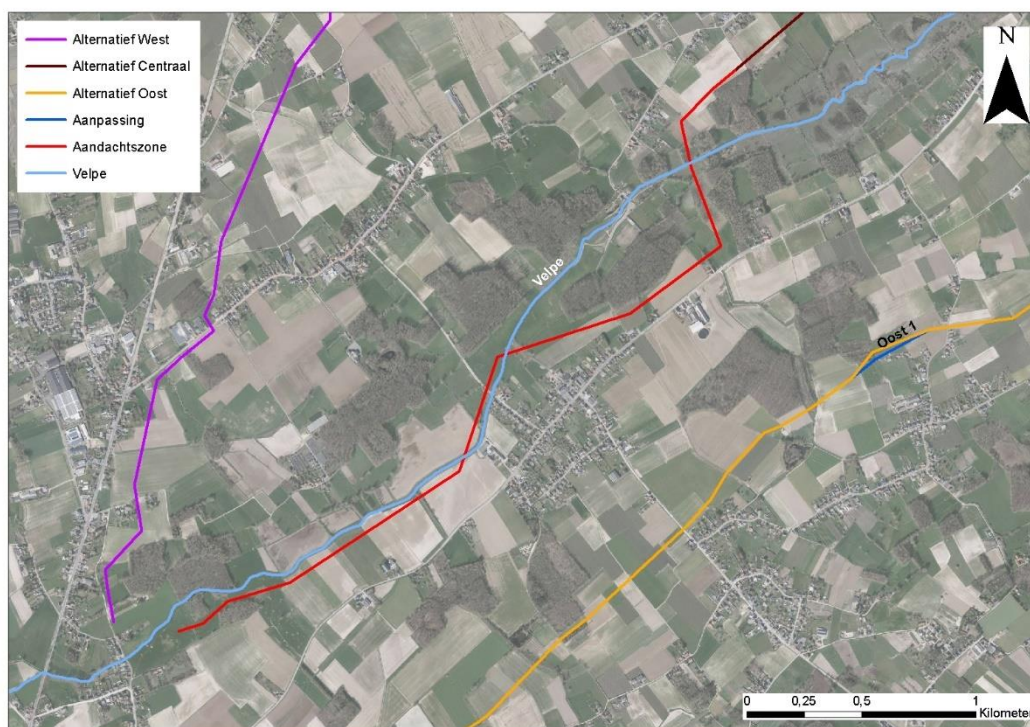 Alternatief West
Alternatief Centraal
Alternatief Oost
Aanpassing
Aandachtszone
Velpe
N
Velpe
Oost 1
0 0,25 0,5 1
Kilometer